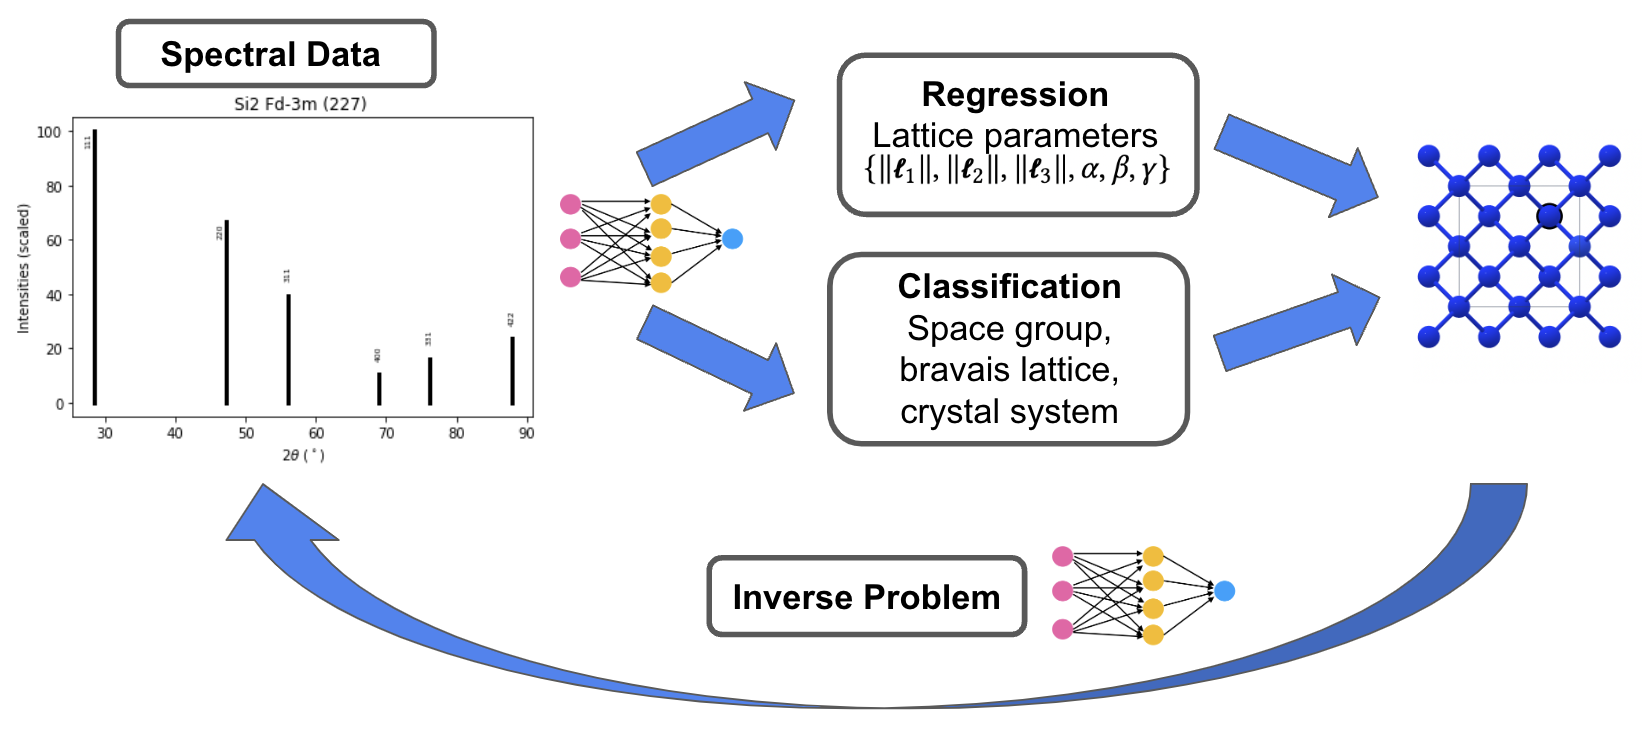 Spectral Data
Si2 Fd-3m (227)
Intensities (scaled)
100
80
60
40
20
0
111
220
311
400
331
422
30 40 50 60 70 80 90
2θ (°)
Regression
Lattice parameters
{‖ℓ₁‖, ‖ℓ₂‖, ‖ℓ₃‖, α, β, γ}
Classification
Space group,
bravais lattice,
crystal system
Inverse Problem